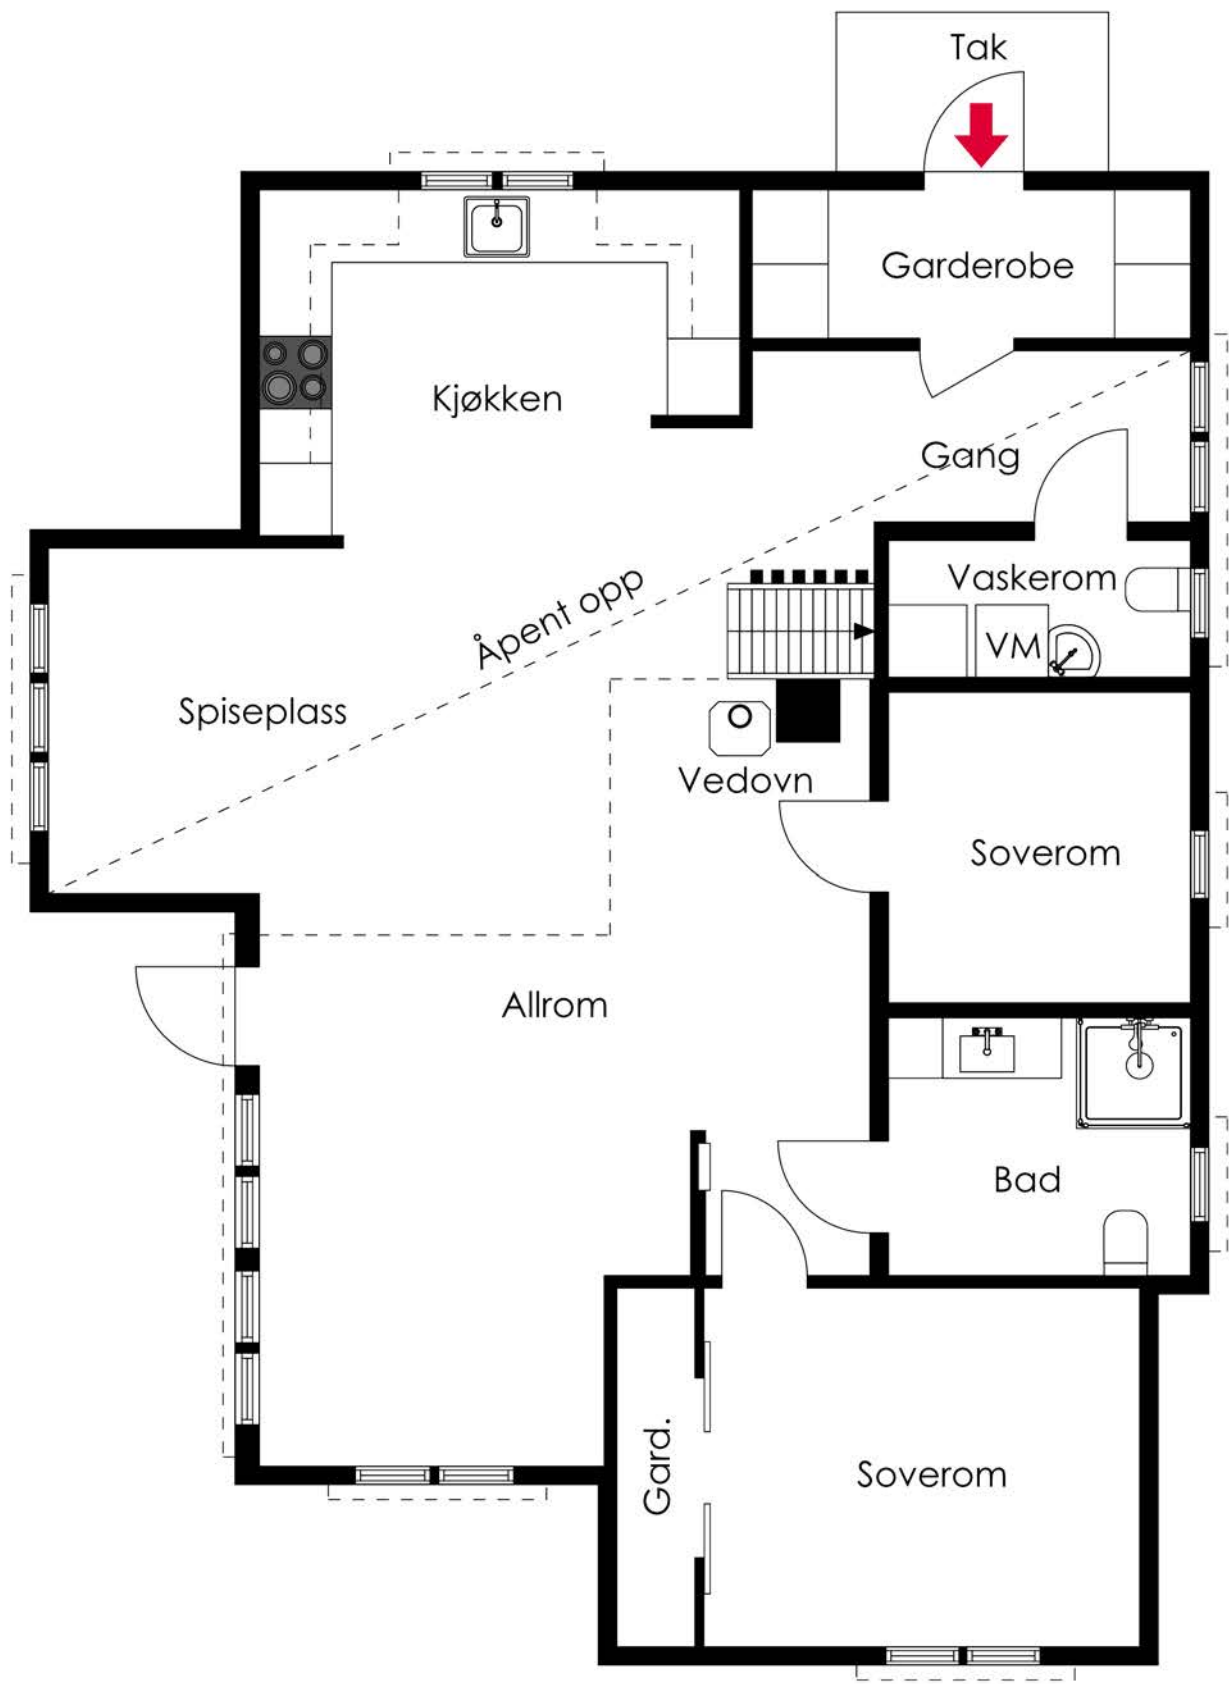 Tak
Garderobe
Kjøkken
Gang
Vaskerom
Åpent opp
VM
Spiseplass
Vedovn
Soverom
Allrom
Bad
Gard.
Soverom